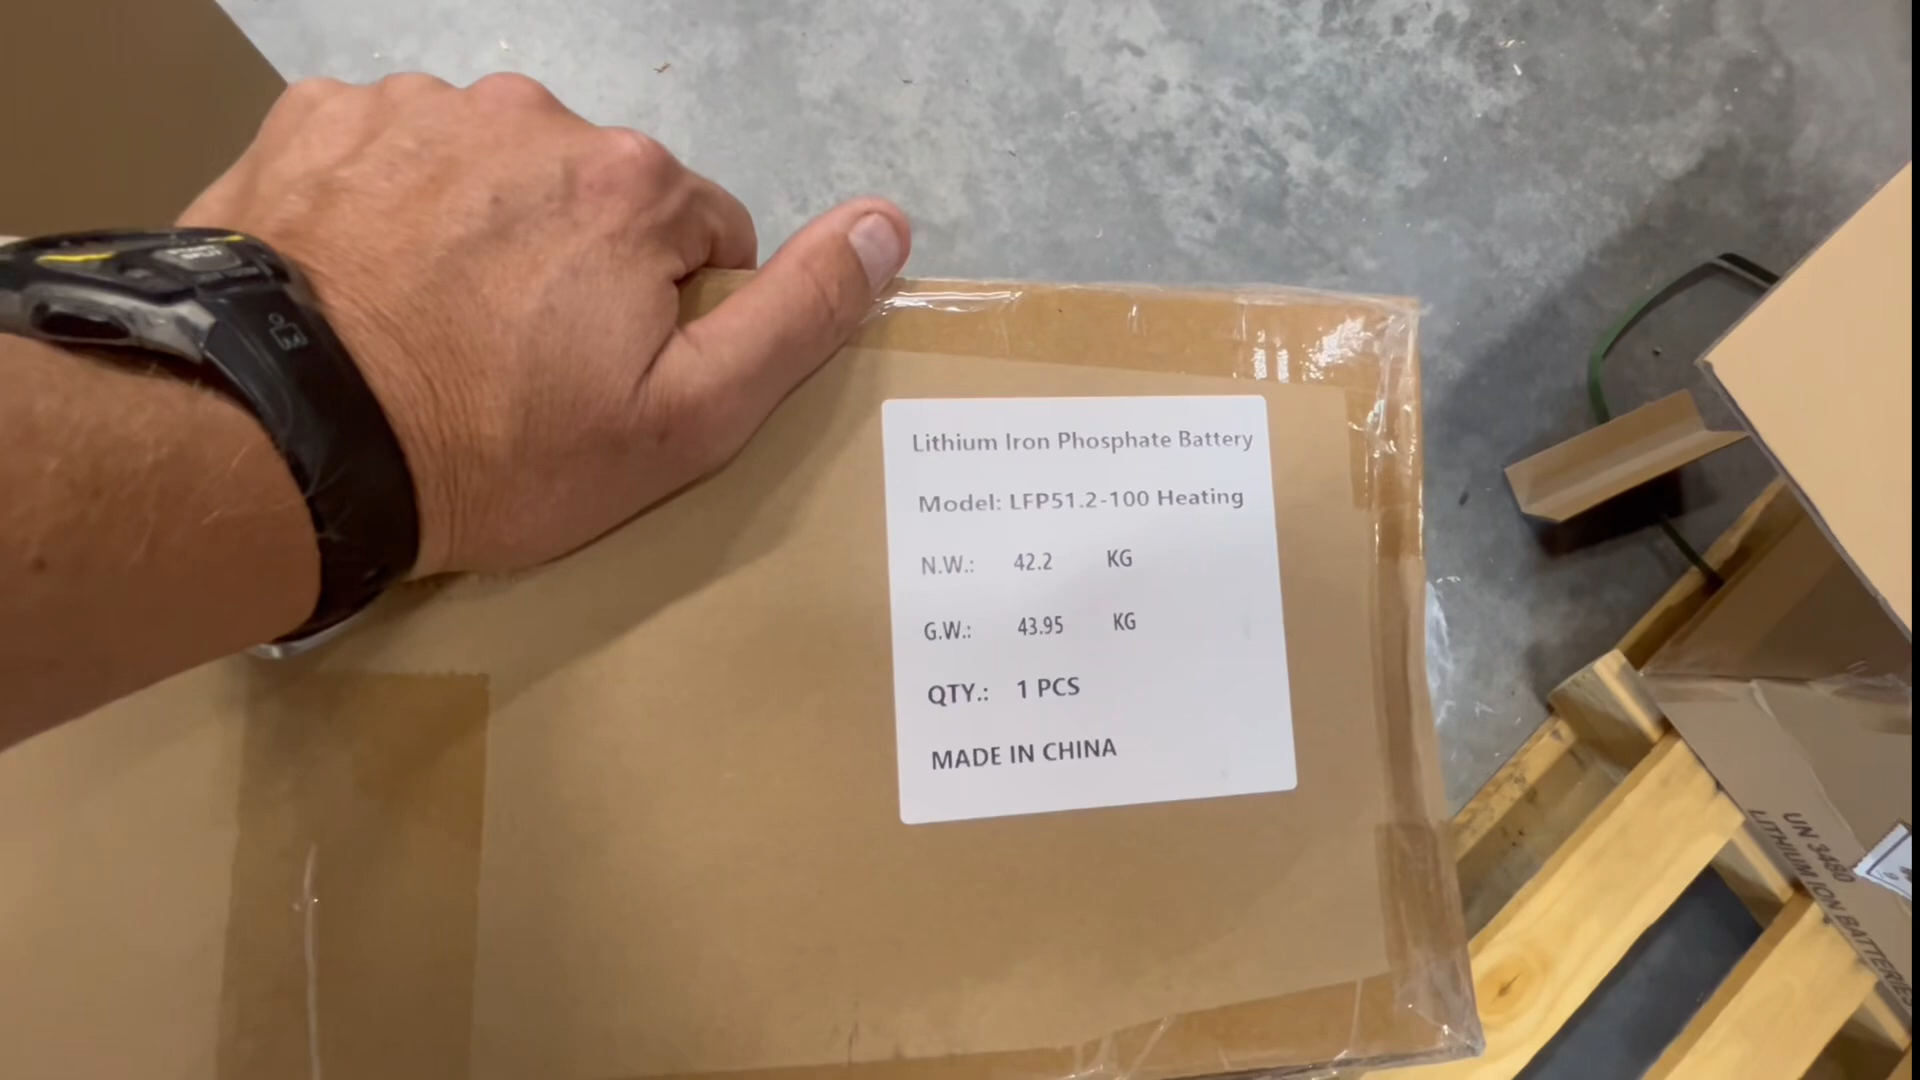 Lithium Iron Phosphate Battery
Model: LFP51.2-100 Heating
N.W.: 42.2 KG
G.W.: 43.95 KG
QTY.: 1 PCS
MADE IN CHINA
UN 3480
LITHIUM ION BATTERIES